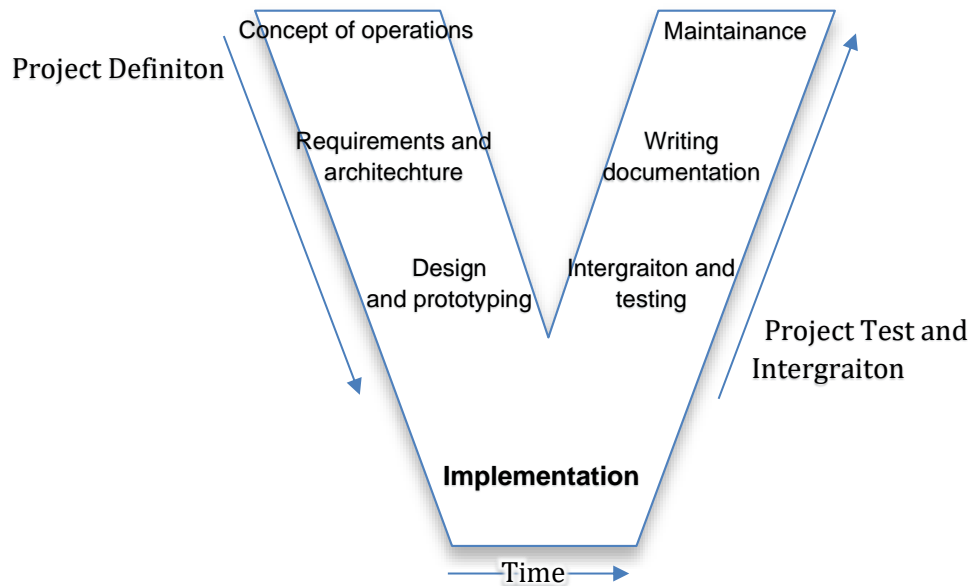 Concept of operations
Maintainance
Project Definiton
Requirements and
architechture
Writing
documentation
Design
and prototyping
Intergraiton and
testing
Project Test and
Intergraiton
Implementation
Time